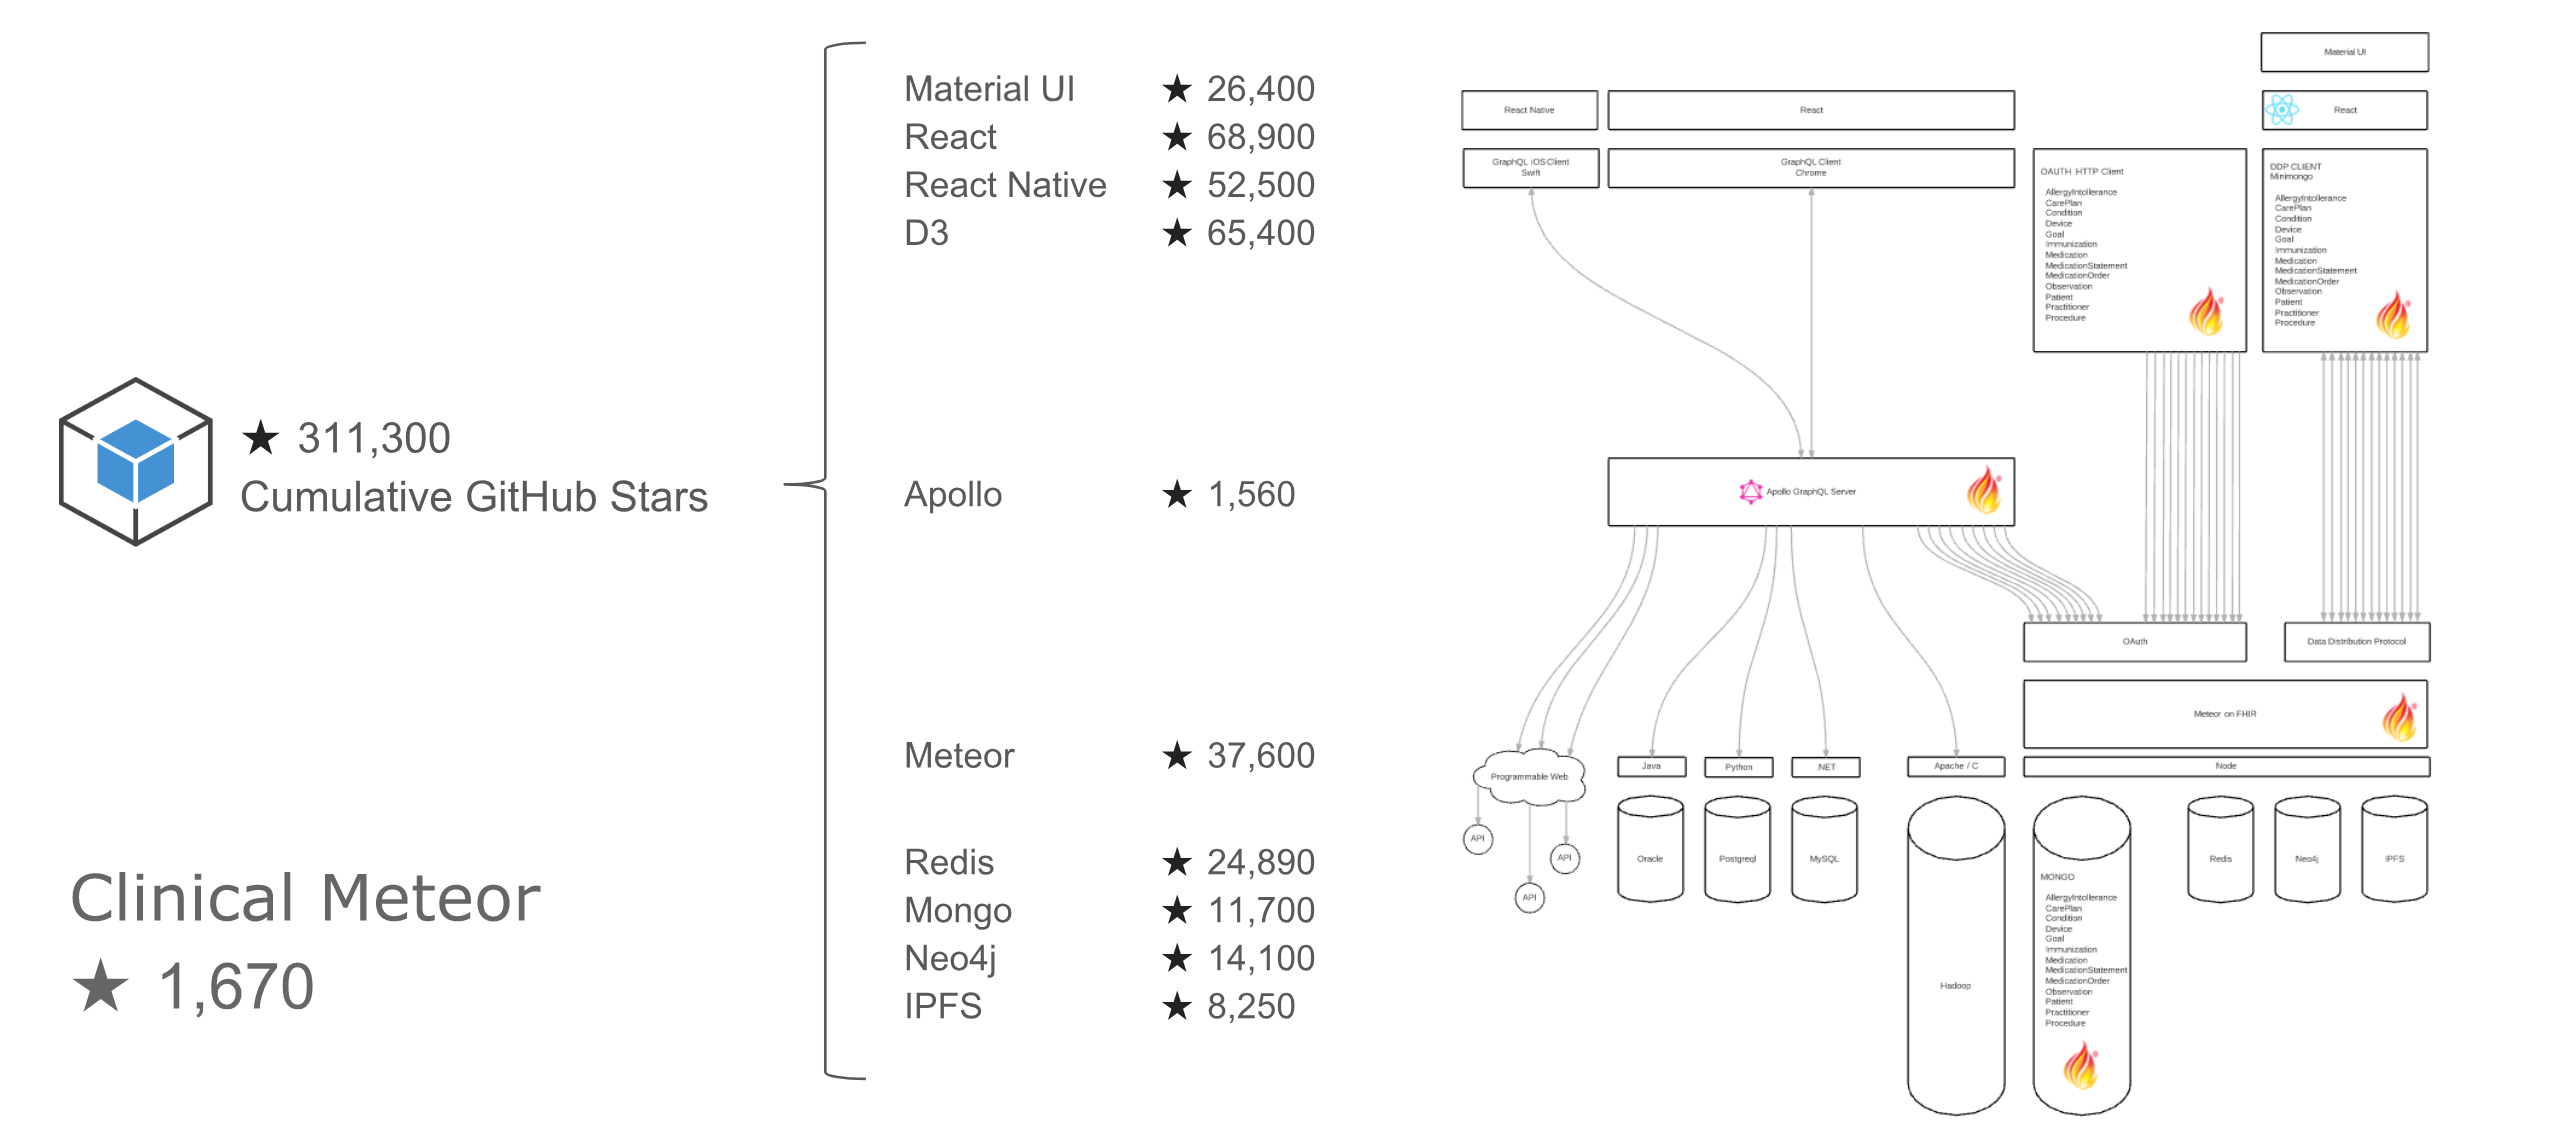 ★ 311,300
Cumulative GitHub Stars
Clinical Meteor
★ 1,670
Material UI ★ 26,400
React ★ 68,900
React Native ★ 52,500
D3 ★ 65,400
Apollo ★ 1,560
Meteor ★ 37,600
Redis ★ 24,890
Mongo ★ 11,700
Neo4j ★ 14,100
IPFS ★ 8,250
Material UI
React Native
React
React
GraphQL iOS Client
Swift
GraphQL Client
Chrome
OAUTH HTTP Client
AllergyIntollerance
CarePlan
Condition
Device
Goal
Immunization
Medication
MedicationStatement
MedicationOrder
Observation
Patient
Practitioner
Procedure
DDP CLIENT
Minimongo
AllergyIntollerance
CarePlan
Condition
Device
Goal
Immunization
Medication
MedicationStatement
MedicationOrder
Observation
Patient
Practitioner
Procedure
Apollo GraphQL Server
OAuth
Data Distribution Protocol
Meteor on FHIR
Programmable Web
Java
Python
.NET
Apache / C
Node
API
API
API
Oracle
Postgreql
MySQL
Hadoop
MONGO
AllergyIntollerance
CarePlan
Condition
Device
Goal
Immunization
Medication
MedicationStatement
MedicationOrder
Observation
Patient
Practitioner
Procedure
Redis
Neo4j
IPFS